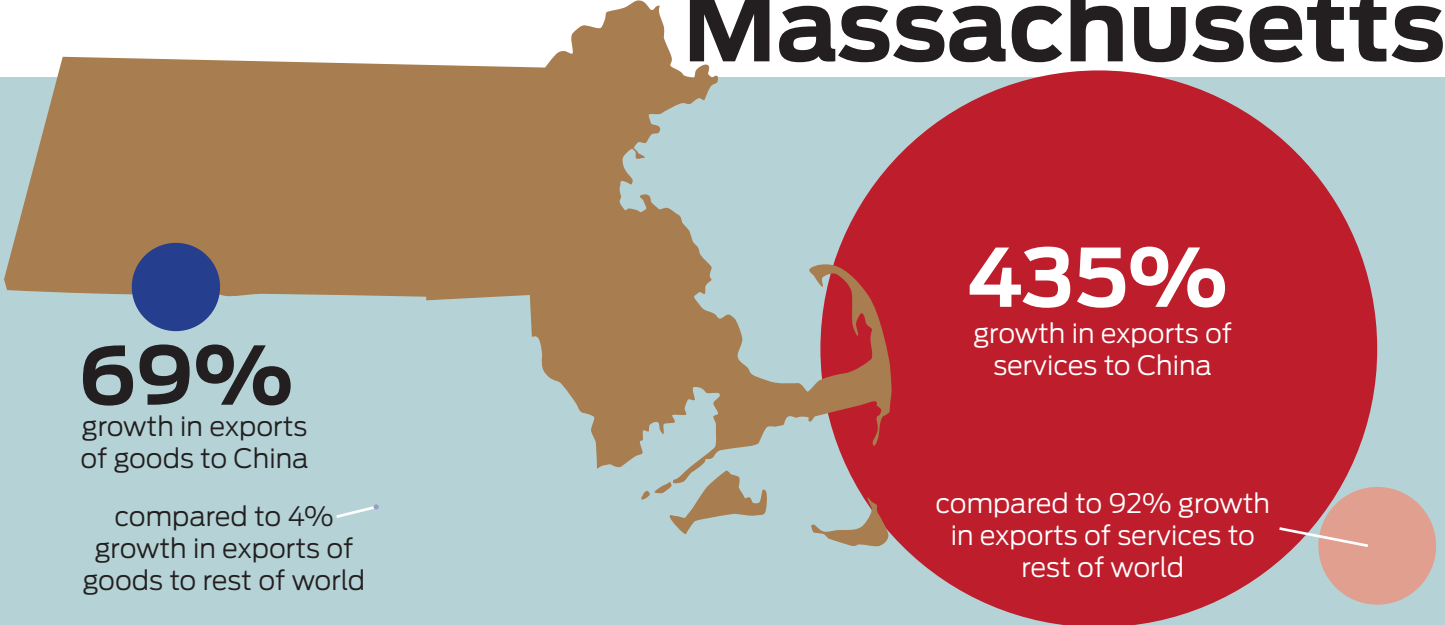 Massachusetts
69%
growth in exports
of goods to China
compared to 4%
growth in exports of
goods to rest of world
435%
growth in exports of
services to China
compared to 92% growth
in exports of services to
rest of world